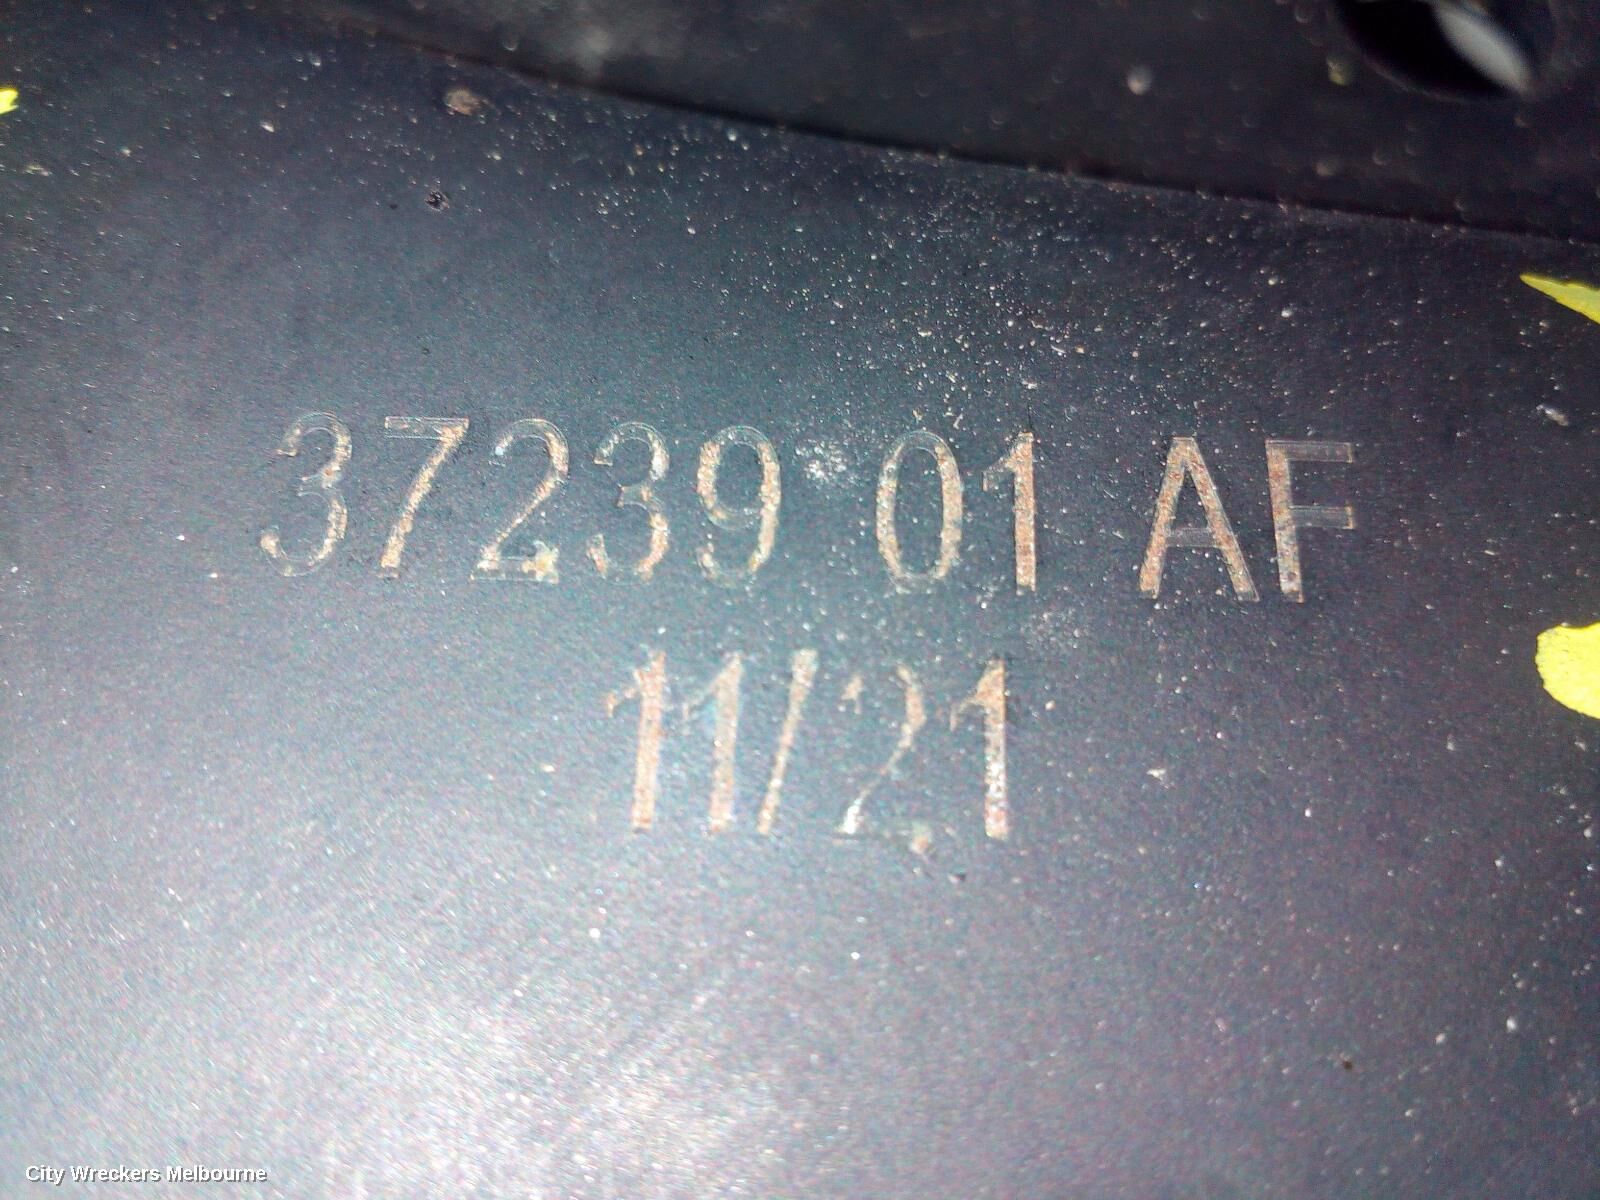 37239 01 AF
11/21
City Wreckers Melbourne